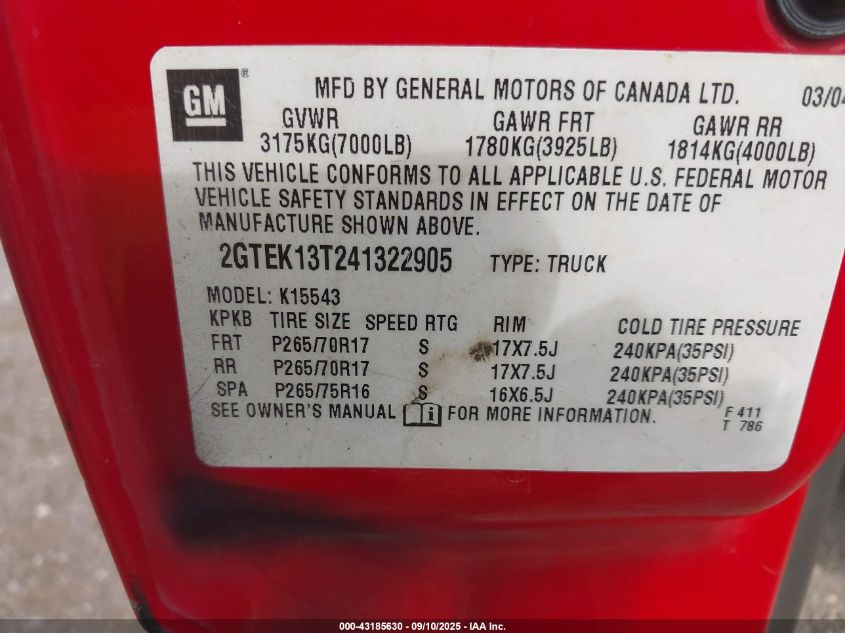 GM ®
MFD BY GENERAL MOTORS OF CANADA LTD. 03/04
GVWR GAWR FRT GAWR RR
3175KG(7000LB) 1780KG(3925LB) 1814KG(4000LB)
THIS VEHICLE CONFORMS TO ALL APPLICABLE U.S. FEDERAL MOTOR
VEHICLE SAFETY STANDARDS IN EFFECT ON THE DATE OF
MANUFACTURE SHOWN ABOVE.
2GTEK13T241322905 TYPE: TRUCK
MODEL: K15543
KPKB TIRE SIZE SPEED RTG RIM COLD TIRE PRESSURE
FRT P265/70R17 S 17X7.5J 240KPA(35PSI)
RR P265/70R17 S 17X7.5J 240KPA(35PSI)
SPA P265/75R16 S 16X6.5J 240KPA(35PSI)
SEE OWNER'S MANUAL i FOR MORE INFORMATION.
F 411
T 786
000-43185630 - 09/10/2025 - IAA Inc.